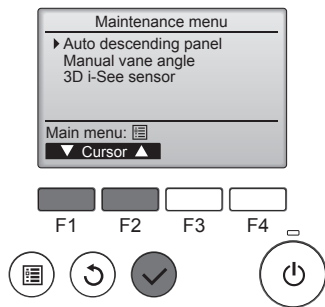 Maintenance menu
Auto descending panel
Manual vane angle
3D i-See sensor
Main menu:
Cursor
F1 F2 F3 F4